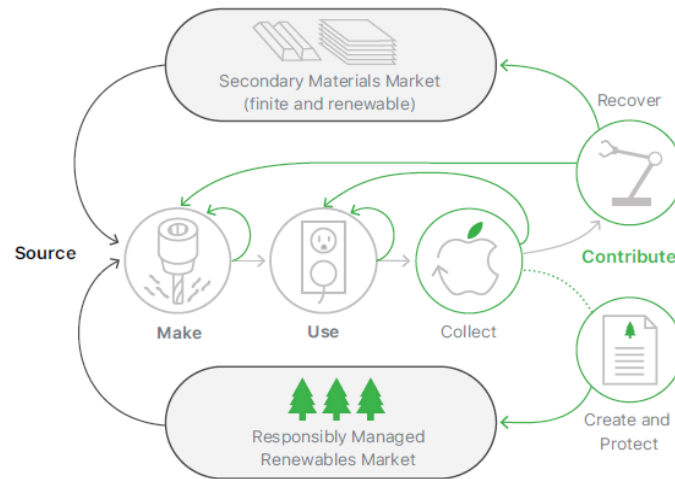 Secondary Materials Market
(finite and renewable)
Recover
Source
Contribute
Make
Use
Collect
Responsibly Managed
Renewables Market
Create and
Protect